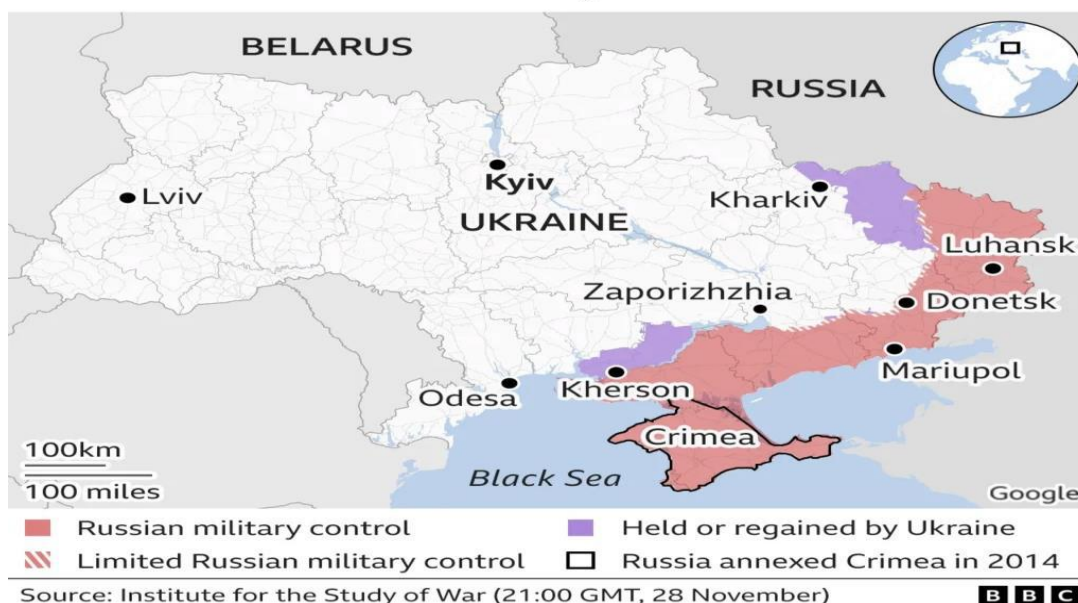 BELARUS
RUSSIA
Kyiv
Lviv
Kharkiv
UKRAINE
Luhansk
Zaporizhzhia
Donetsk
Mariupol
Odesa
Kherson
Crimea
100km
100 miles
Black Sea
Google
Russian military control
Held or regained by Ukraine
Limited Russian military control
Russia annexed Crimea in 2014
Source: Institute for the Study of War (21:00 GMT, 28 November)
BBC